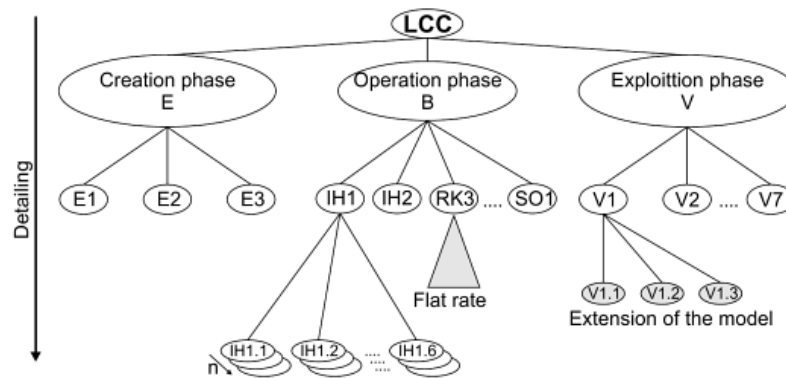 LCC
Creation phase
E
Operation phase
B
Exploittion phase
V
Detailing
E1 E2 E3 IH1 IH2 RK3 .... SO1 V1 V2 .... V7
V1.1 V1.2 V1.3
Flat rate
Extension of the model
n IH1.1 IH1.2 .... .... IH1.6